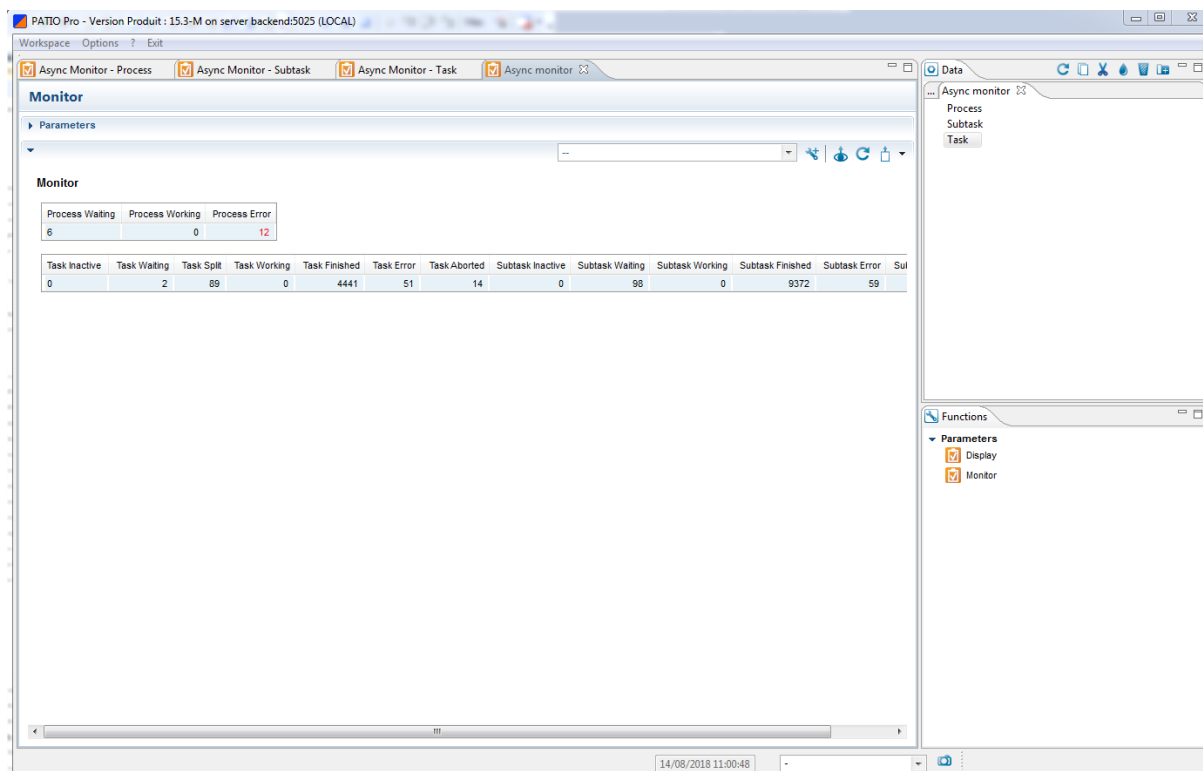 PATIO Pro - Version Produit : 15.3-M on server backend:5025 (LOCAL)
Workspace Options ? Exit
Async Monitor - Process Async Monitor - Subtask Async Monitor - Task Async monitor
Monitor
Parameters
--
Monitor
Process Waiting Process Working Process Error
6 0 12
Task Inactive Task Waiting Task Split Task Working Task Finished Task Error Task Aborted Subtask Inactive Subtask Waiting Subtask Working Subtask Finished Subtask Error
0 2 89 0 4441 51 14 0 98 0 9372 59
Data
... Async monitor
Process
Subtask
Task
Functions
Parameters
Display
Monitor
14/08/2018 11:00:48 -